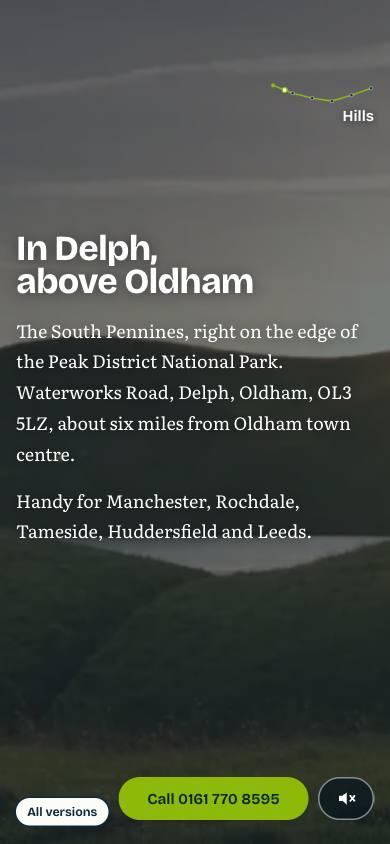 Hills
In Delph,
above Oldham
The South Pennines, right on the edge of
the Peak District National Park.
Waterworks Road, Delph, Oldham, OL3
5LZ, about six miles from Oldham town
centre.
Handy for Manchester, Rochdale,
Tameside, Huddersfield and Leeds.
All versions
Call 0161 770 8595